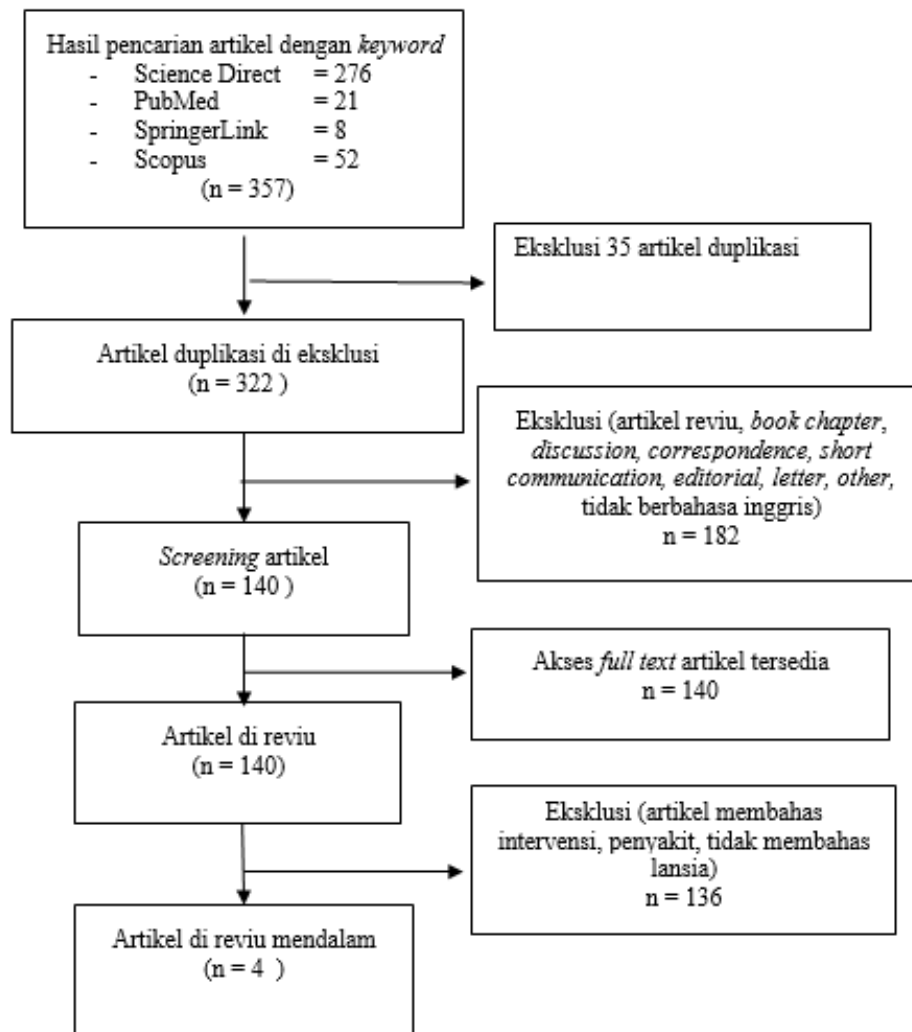 Hasil pencarian artikel dengan keyword
- Science Direct = 276
- PubMed = 21
- SpringerLink = 8
- Scopus = 52
(n = 357)
Eksklusi 35 artikel duplikasi
Artikel duplikasi di eksklusi
(n = 322 )
Eksklusi (artikel reviu, book chapter,
discussion, correspondence, short
communication, editorial, letter, other,
tidak berbahasa inggris)
n = 182
Screening artikel
(n = 140 )
Akses full text artikel tersedia
n = 140
Artikel di reviu
(n = 140)
Eksklusi (artikel membahas
intervensi, penyakit, tidak membahas
lansia)
n = 136
Artikel di reviu mendalam
(n = 4 )